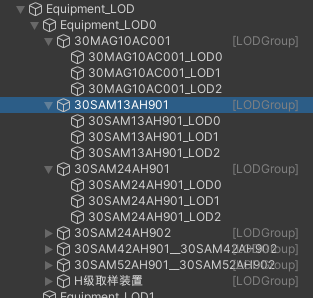 Equipment_LOD
Equipment_LOD0
30MAG10AC001 [LODGroup]
30MAG10AC001_LOD0
30MAG10AC001_LOD1
30MAG10AC001_LOD2
30SAM13AH901 [LODGroup]
30SAM13AH901_LOD0
30SAM13AH901_LOD1
30SAM13AH901_LOD2
30SAM24AH901 [LODGroup]
30SAM24AH901_LOD0
30SAM24AH901_LOD1
30SAM24AH901_LOD2
30SAM24AH902 [LODGroup]
30SAM42AH901__30SAM42AH902 [LODGroup]
30SAM52AH901__30SAM52AH902 [LODGroup]
H级取样装置 [LODGroup]
Equipment_LOD1